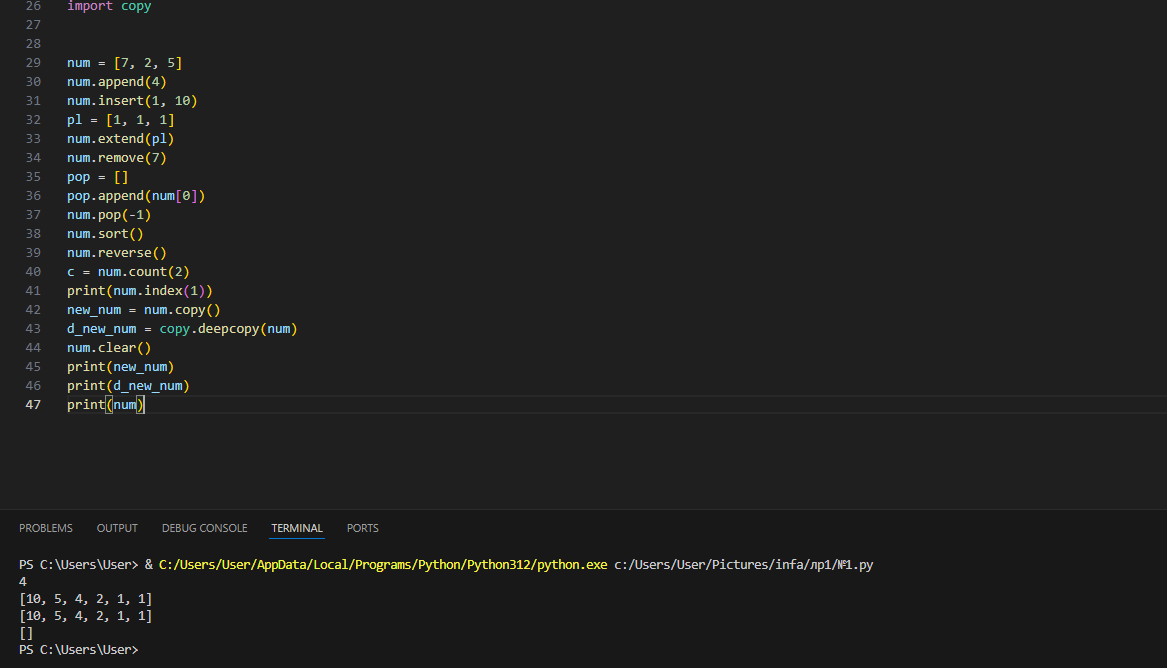 26 import copy
27
28
29 num = [7, 2, 5]
30 num.append(4)
31 num.insert(1, 10)
32 pl = [1, 1, 1]
33 num.extend(pl)
34 num.remove(7)
35 pop = []
36 pop.append(num[0])
37 num.pop(-1)
38 num.sort()
39 num.reverse()
40 c = num.count(2)
41 print(num.index(1))
42 new_num = num.copy()
43 d_new_num = copy.deepcopy(num)
44 num.clear()
45 print(new_num)
46 print(d_new_num)
47 print(num)
PROBLEMS OUTPUT DEBUG CONSOLE TERMINAL PORTS
PS C:\Users\User> & C:/Users/User/AppData/Local/Programs/Python/Python312/python.exe c:/Users/User/Pictures/infa/лр1/№1.py
4
[10, 5, 4, 2, 1, 1]
[10, 5, 4, 2, 1, 1]
[]
PS C:\Users\User>